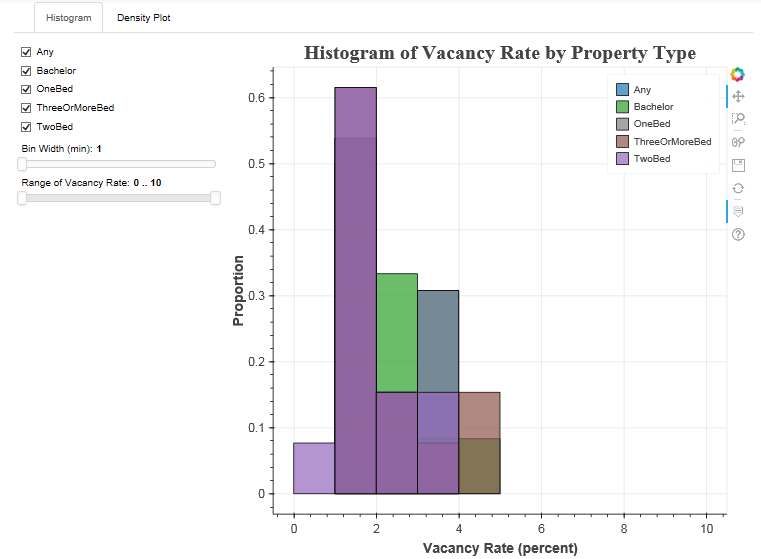 Histogram
Density Plot
Any
Bachelor
OneBed
ThreeOrMoreBed
TwoBed
Bin Width (min): 1
Range of Vacancy Rate: 0 .. 10
Histogram of Vacancy Rate by Property Type
Any
Bachelor
OneBed
ThreeOrMoreBed
TwoBed
Proportion
0.6
0.5
0.4
0.3
0.2
0.1
0
0 2 4 6 8 10
Vacancy Rate (percent)